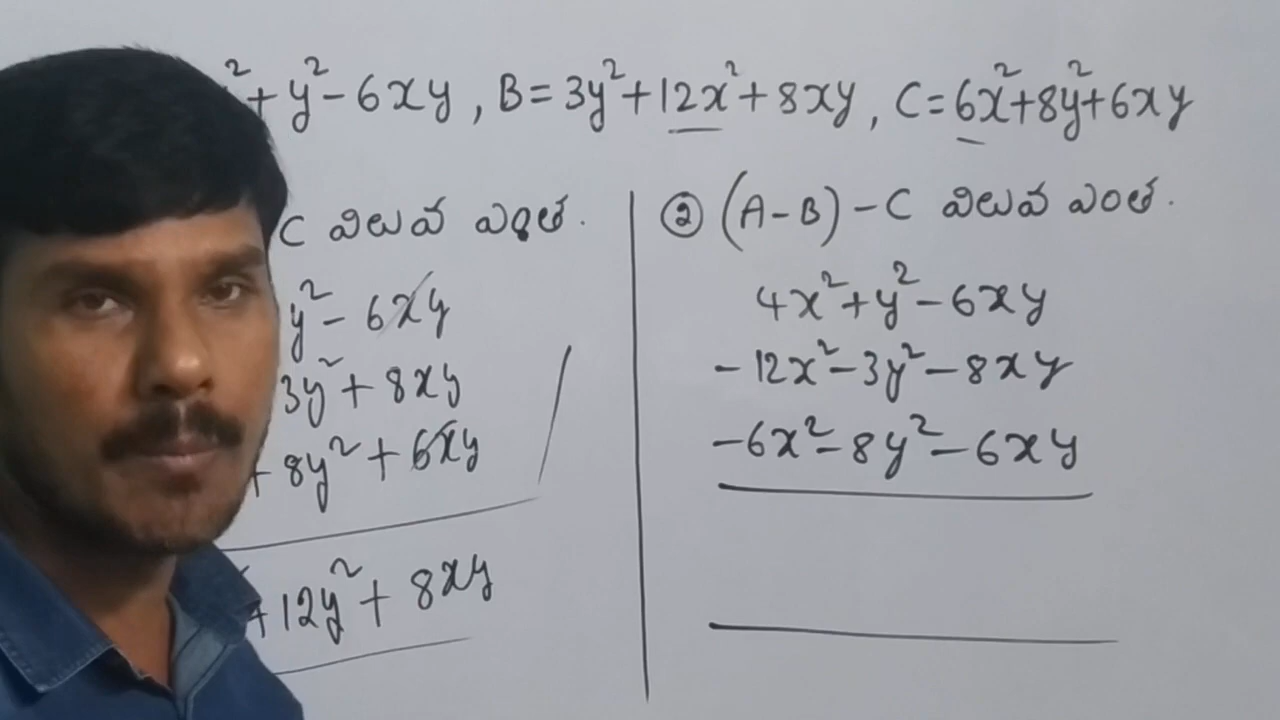 ² + y² - 6xy , B = 3y² + 12x² + 8xy , C = 6x² + 8y² + 6xy
C విలువ ఎంత.
y² - 6xy
3y² + 8xy
+ 8y² + 6xy
+ 12y² + 8xy
② (A - B) - C విలువ ఎంత.
4x² + y² - 6xy
- 12x² - 3y² - 8xy
- 6x² - 8y² - 6xy